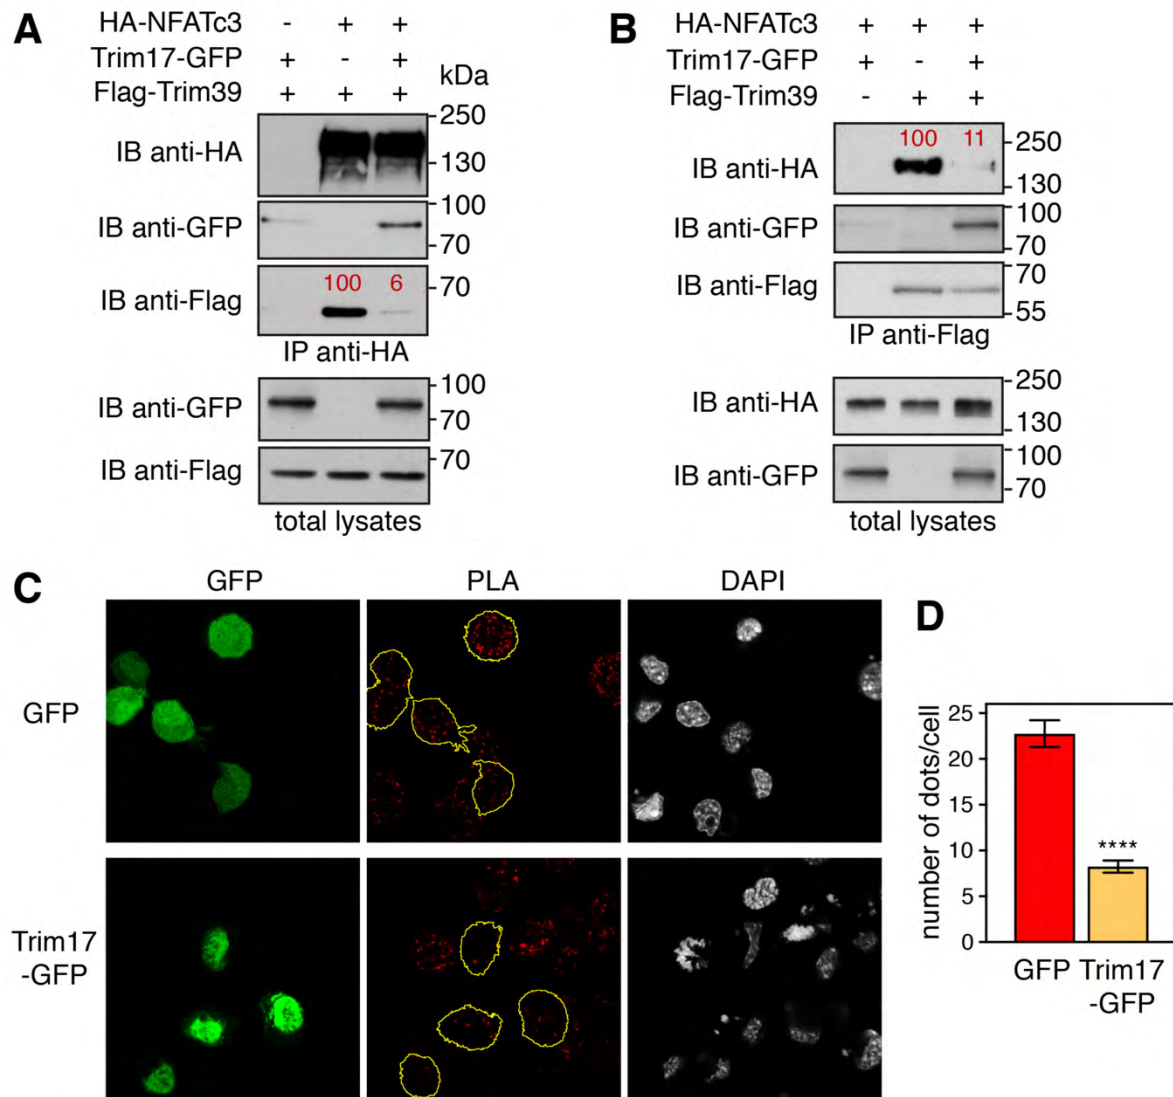 A
HA-NFATc3 - + +
Trim17-GFP + - +
Flag-Trim39 + + +
kDa
IB anti-HA
250
130
IB anti-GFP
100
70
IB anti-Flag
100 6
70
IP anti-HA
IB anti-GFP
100
70
IB anti-Flag
70
total lysates
B
HA-NFATc3 + + +
Trim17-GFP + - +
Flag-Trim39 - + +
IB anti-HA
100 11
250
130
IB anti-GFP
100
70
IB anti-Flag
70
55
IP anti-Flag
IB anti-HA
250
130
IB anti-GFP
100
70
total lysates
C
GFP PLA DAPI
GFP
Trim17
-GFP
D
number of dots/cell
25
20
15
10
5
0
****
GFP Trim17
-GFP